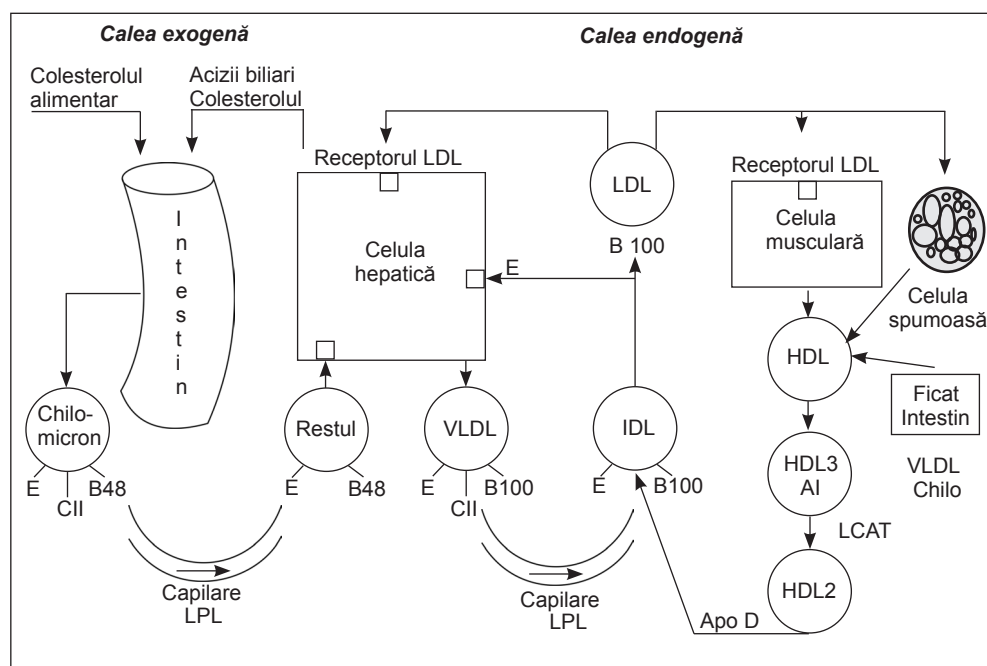 Calea exogenă
Calea endogenă
Colesterolul
alimentar
Acizii biliari
Colesterolul
Intestin
Chilo-
micron
E
CII
B48
Capilare
LPL
Restul
E
B48
Receptorul LDL
Celula
hepatică
E
VLDL
E
CII
B100
Capilare
LPL
IDL
E
B100
LDL
B 100
Receptorul LDL
Celula
musculară
Celula
spumoasă
HDL
Ficat
Intestin
VLDL
Chilo
HDL3
AI
LCAT
HDL2
Apo D